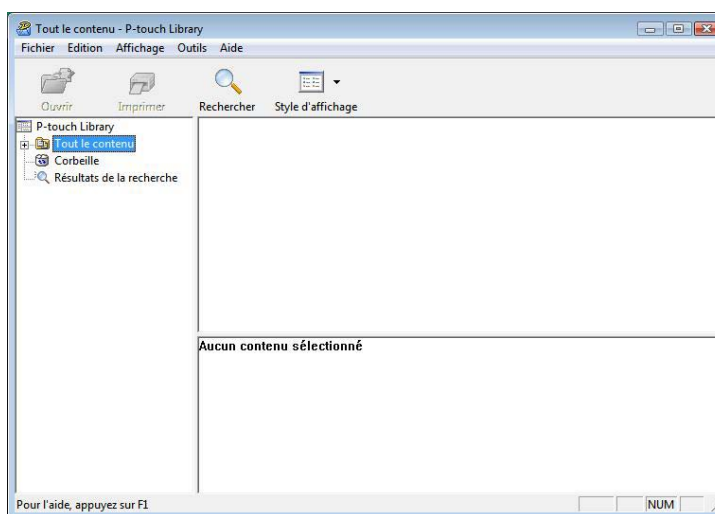 Tout le contenu - P-touch Library
Fichier Edition Affichage Outils Aide
Ouvrir Imprimer Rechercher Style d'affichage
P-touch Library
Tout le contenu
Corbeille
Résultats de la recherche
Aucun contenu sélectionné
Pour l'aide, appuyez sur F1 NUM